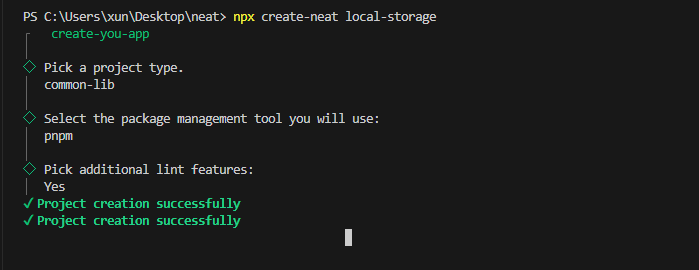 PS C:\Users\xun\Desktop\neat> npx create-neat local-storage
create-you-app
◇ Pick a project type.
common-lib
◇ Select the package management tool you will use:
pnpm
◇ Pick additional lint features:
Yes
✓ Project creation successfully
✓ Project creation successfully